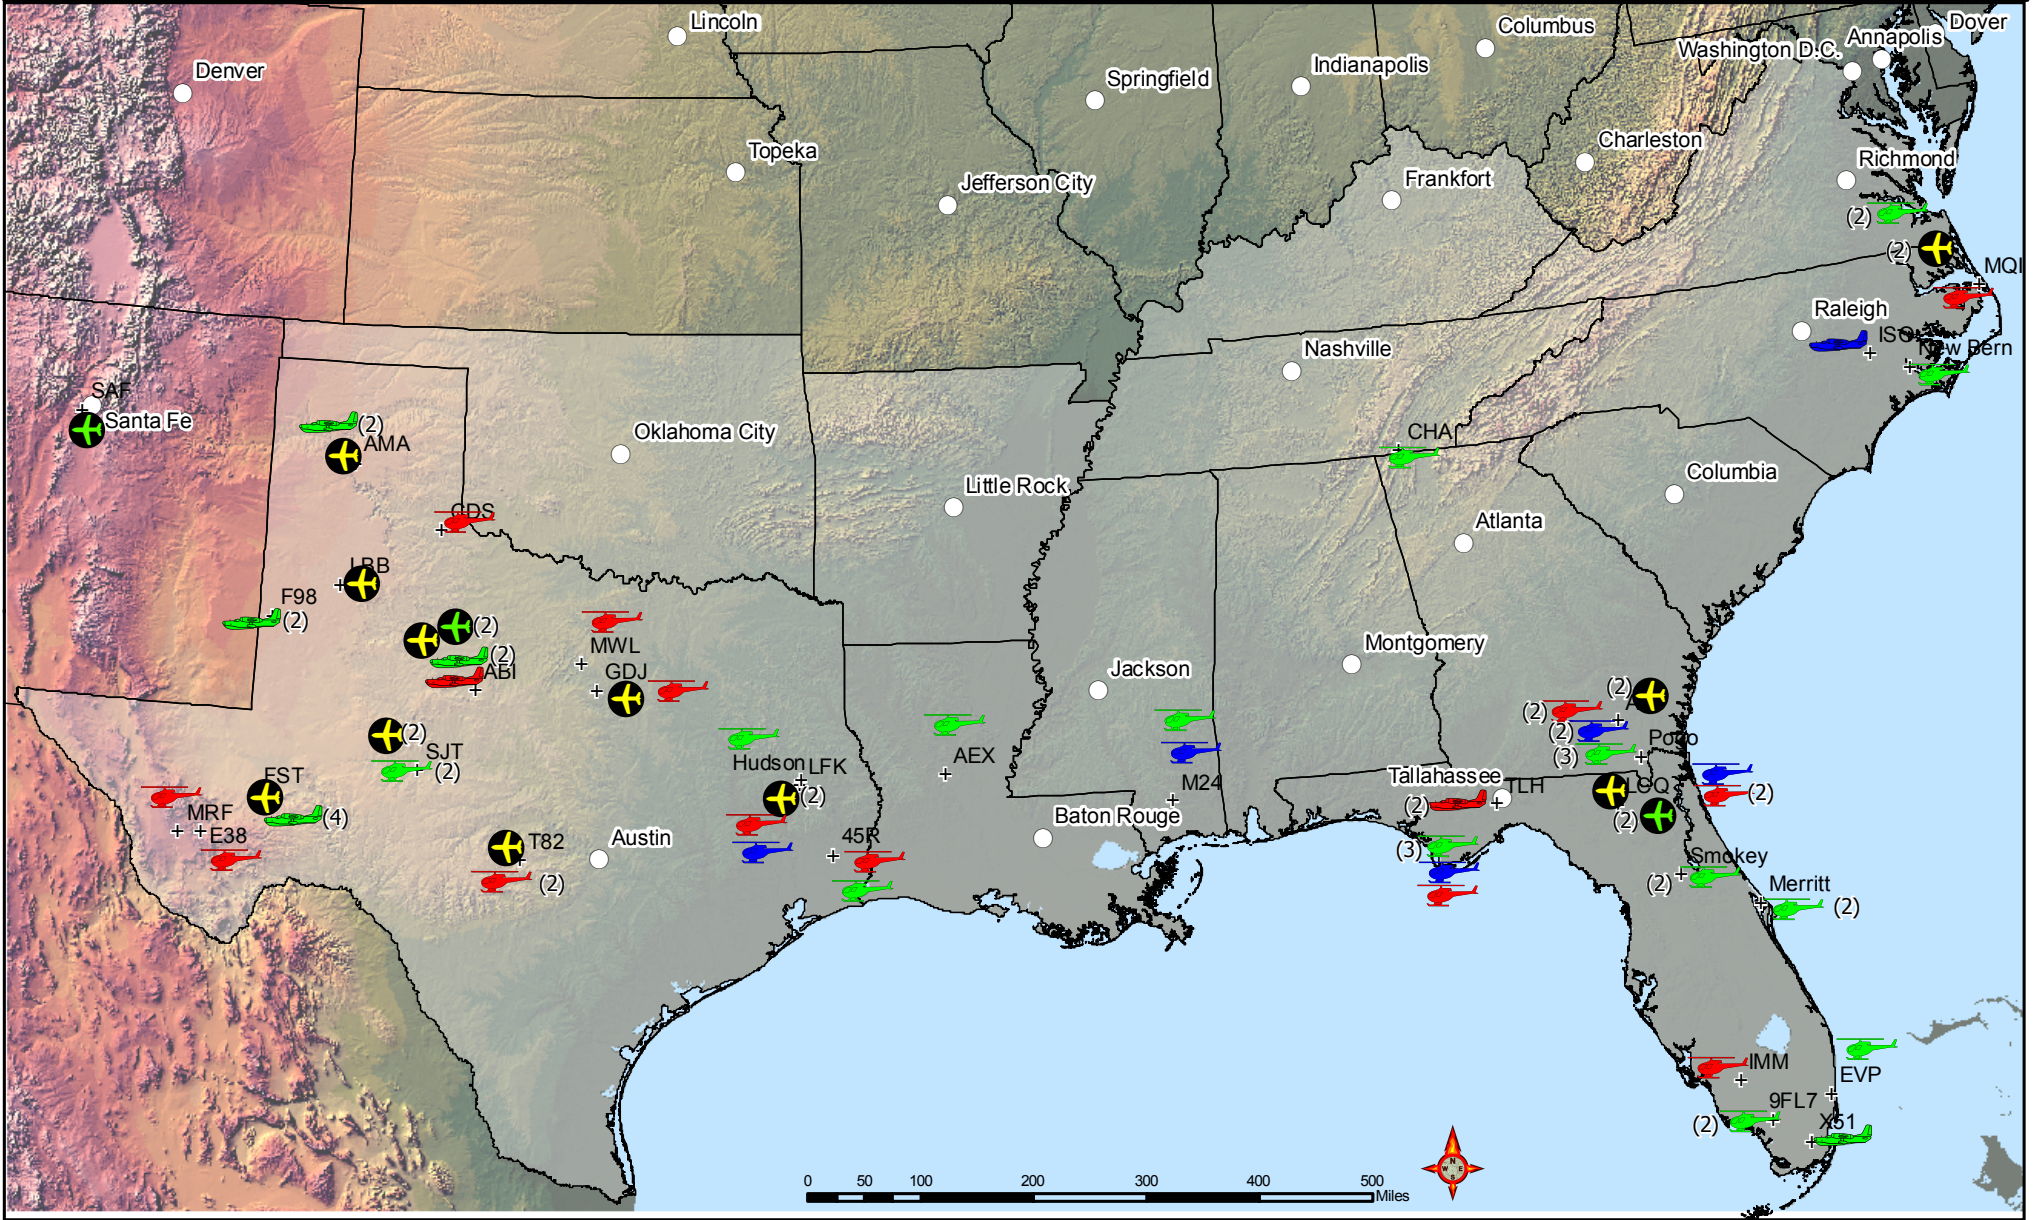 Lincoln
Columbus
Dover
Annapolis
Washington D.C.
Denver
Springfield
Indianapolis
Charleston
Topeka
Richmond
Jefferson City
Frankfort
(2)
(2)
MQI
Raleigh
ISO
New Bern
Nashville
SAF
Santa Fe
(2)
AMA
Oklahoma City
CHA
Columbia
Little Rock
CDS
Atlanta
LBB
F98
(2)
(2)
(2)
ABI
MWL
GDJ
Montgomery
Jackson
(2)
(2)
(2)
(3)
Pogo
(2)
SJT
(2)
Hudson
LFK
(2)
AEX
M24
FST
(4)
MRF
E38
Tallahassee
TLH
(2)
LCQ
(2)
(2)
T82
(2)
Austin
45R
Baton Rouge
(3)
Smokey
(2)
Merritt
(2)
IMM
EVP
9FL7
(2)
X51
N
W E
S
0 50 100 200 300 400 500
Miles